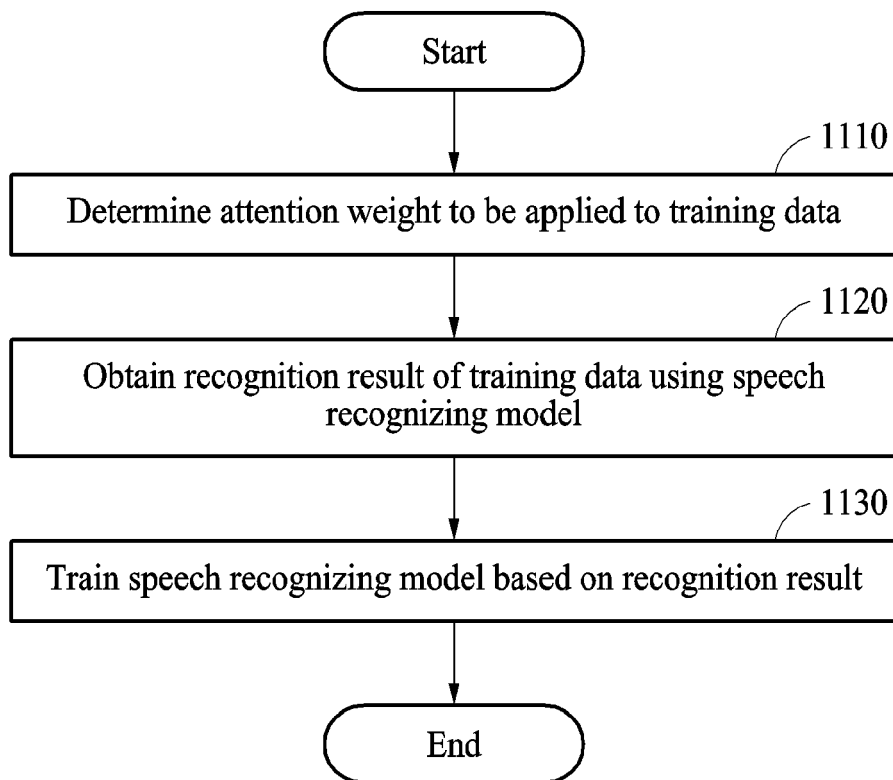 Start
1110
Determine attention weight to be applied to training data
1120
Obtain recognition result of training data using speech
recognizing model
1130
Train speech recognizing model based on recognition result
End